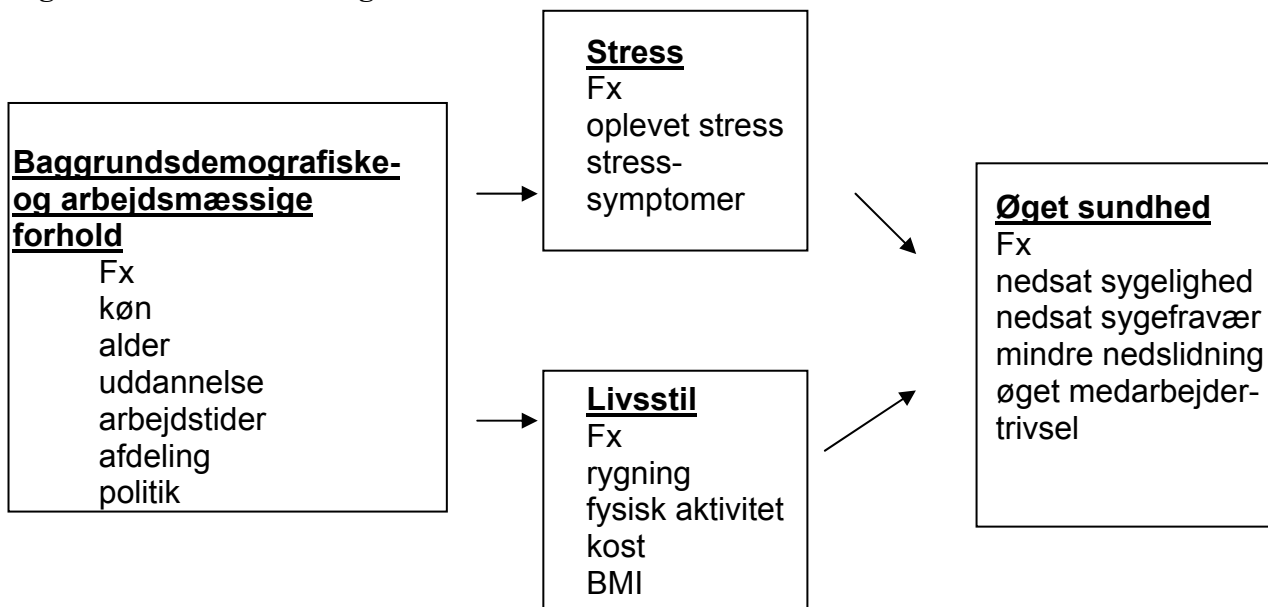 Baggrundsdemografiske-
og arbejdsmæssige
forhold
Fx
køn
alder
uddannelse
arbejdstider
afdeling
politik
Stress
Fx
oplevet stress
stress-
symptomer
Livsstil
Fx
rygning
fysisk aktivitet
kost
BMI
Øget sundhed
Fx
nedsat sygelighed
nedsat sygefravær
mindre nedslidning
øget medarbejder-
trivsel